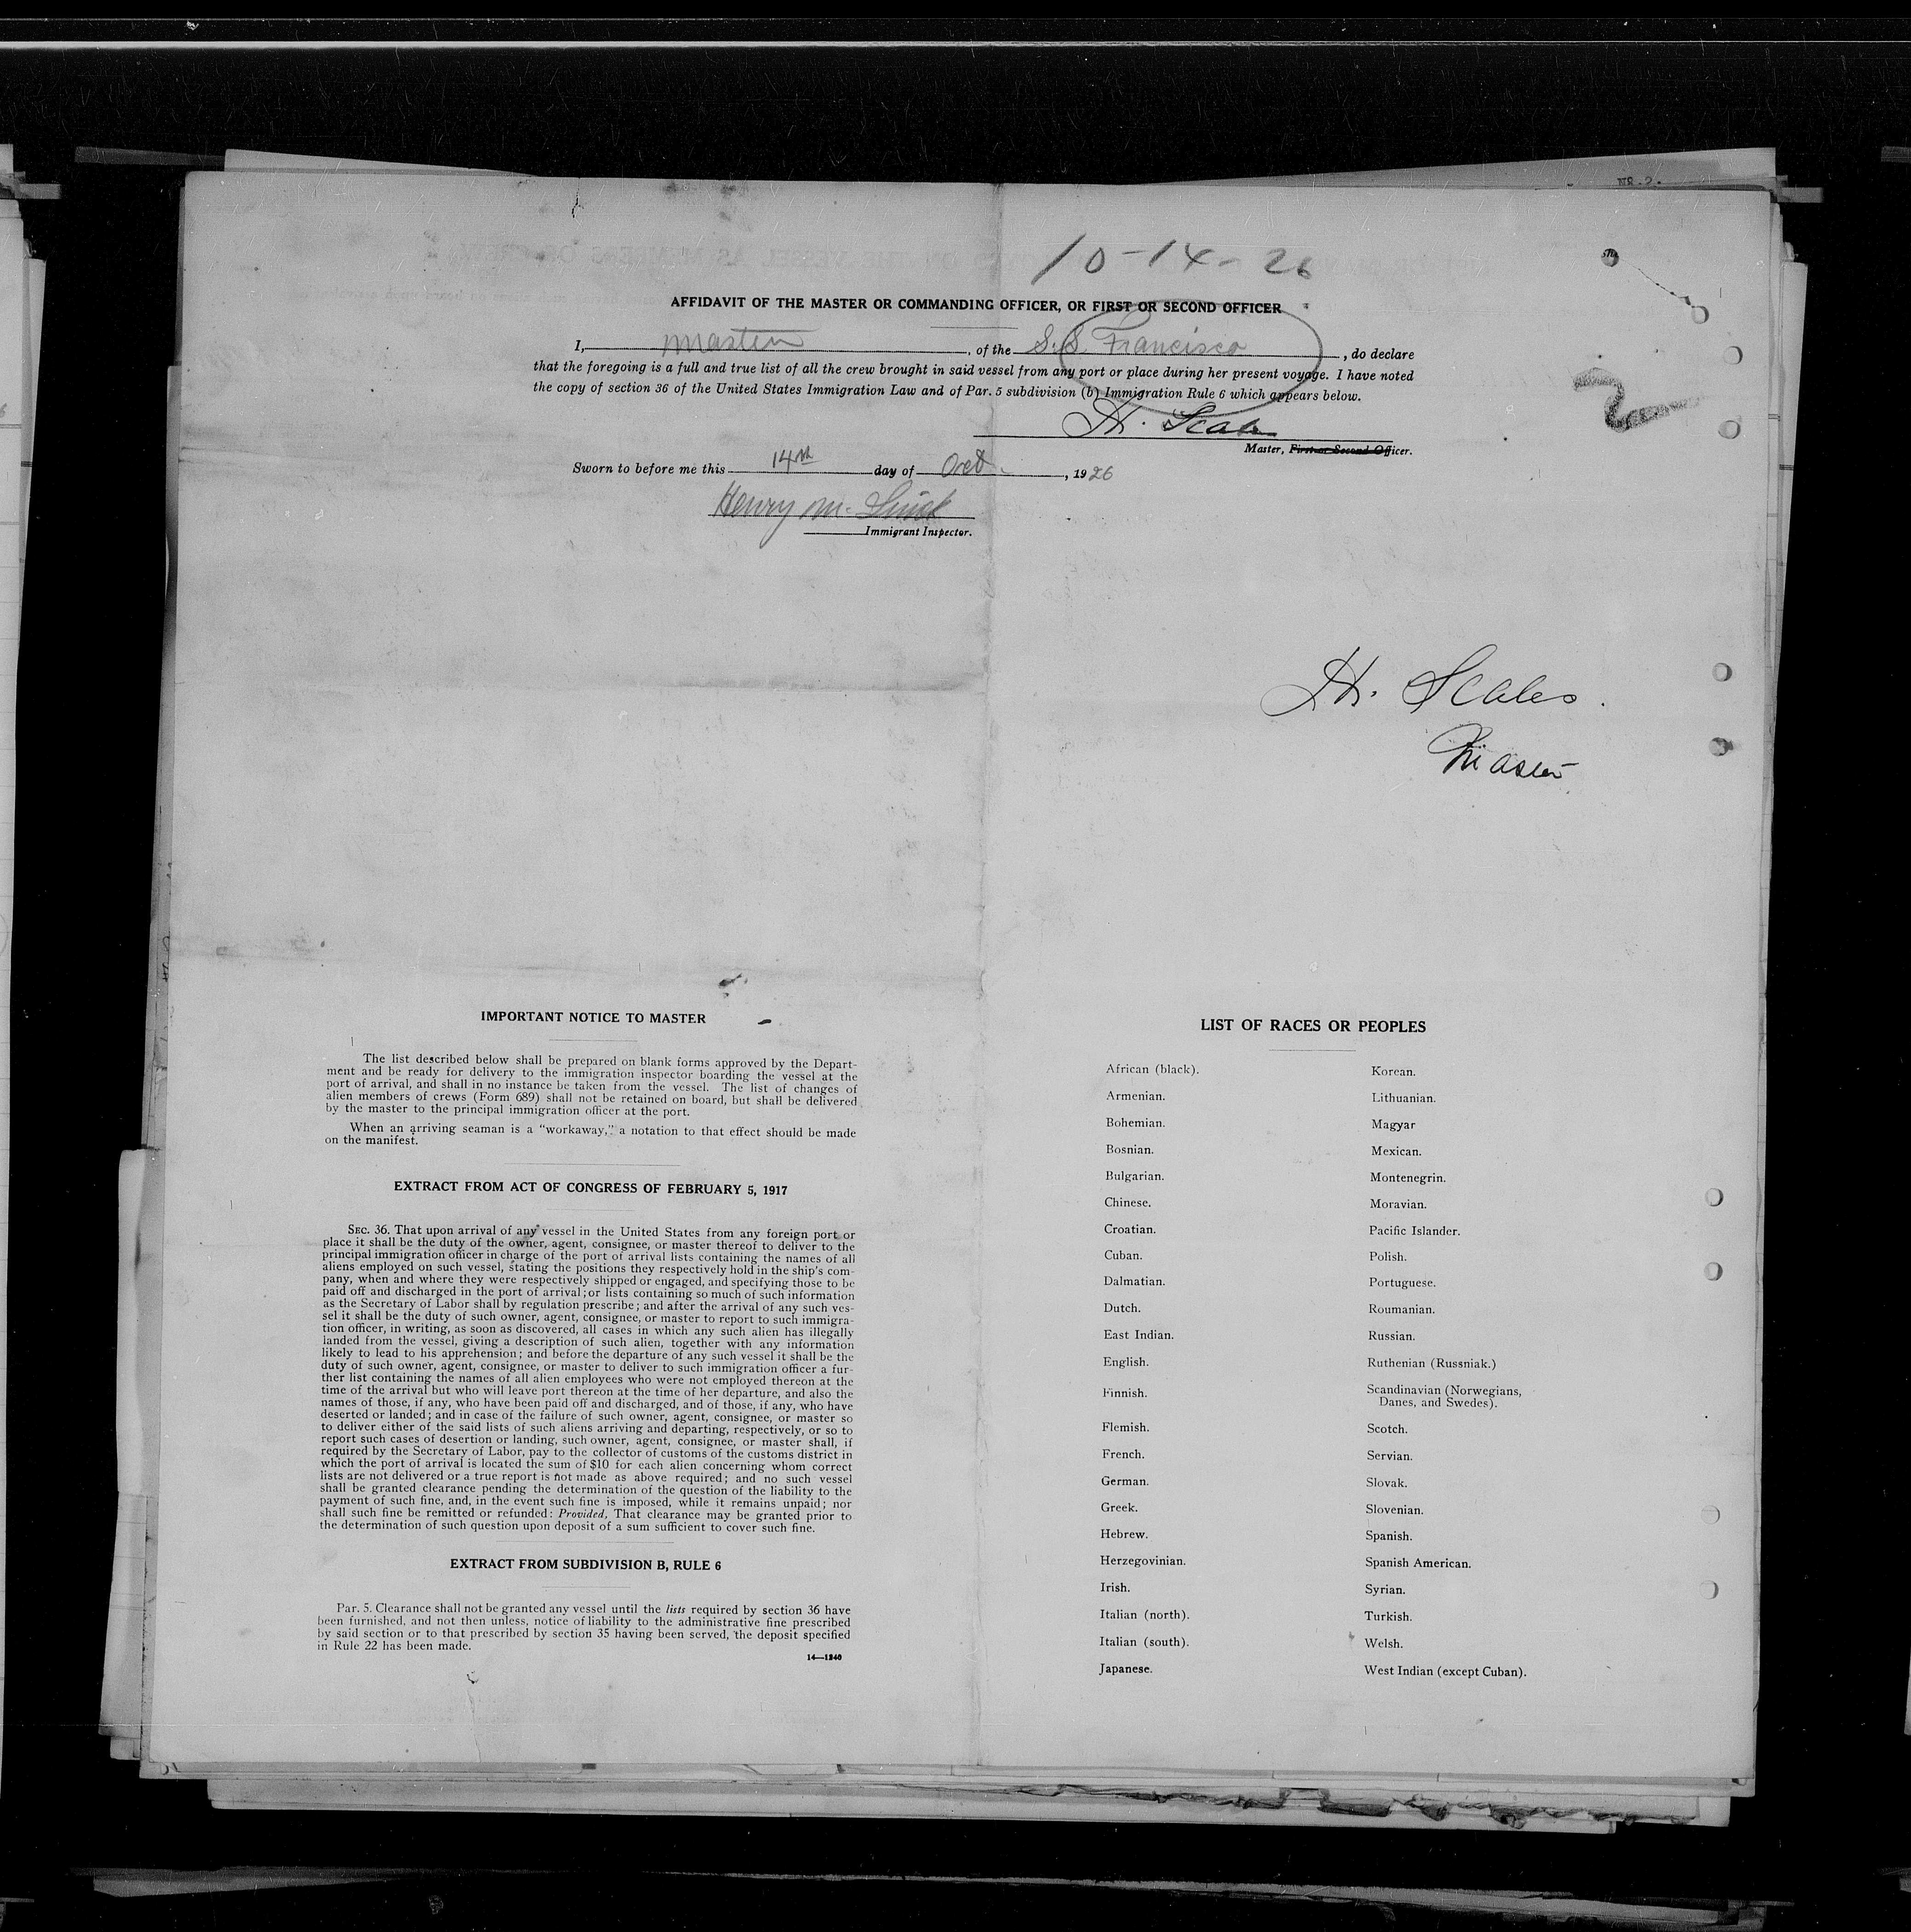 NR.2.
10-14-26
AFFIDAVIT OF THE MASTER OR COMMANDING OFFICER, OR FIRST OR SECOND OFFICER
I, Master, of the S.S. Francisco, do declare
that the foregoing is a full and true list of all the crew brought in said vessel from any port or place during her present voyage. I have noted
the copy of section 36 of the United States Immigration Law and of Par. 5 subdivision (b) Immigration Rule 6 which appears below.
2
H. Scales
Master, First or Second Officer.
Sworn to before me this 14th day of Oct., 1926
Henry M.
Immigrant Inspector.
H. Scales.
Master.
IMPORTANT NOTICE TO MASTER
The list described below shall be prepared on blank forms approved by the Depart-
ment and be ready for delivery to the immigration inspector boarding the vessel at the
port of arrival, and shall in no instance be taken from the vessel. The list of changes of
alien members of crews (Form 689) shall not be retained on board, but shall be delivered
by the master to the principal immigration officer at the port.
When an arriving seaman is a "workaway," a notation to that effect should be made
on the manifest.
EXTRACT FROM ACT OF CONGRESS OF FEBRUARY 5, 1917
SEC. 36. That upon arrival of any vessel in the United States from any foreign port or
place it shall be the duty of the owner, agent, consignee, or master thereof to deliver to the
principal immigration officer in charge of the port of arrival lists containing the names of all
aliens employed on such vessel, stating the positions they respectively hold in the ship's com-
pany, when and where they were respectively shipped or engaged, and specifying those to be
paid off and discharged in the port of arrival; or lists containing so much of such information
as the Secretary of Labor shall by regulation prescribe; and after the arrival of any such ves-
sel it shall be the duty of such owner, agent, consignee, or master to report to such immigra-
tion officer, in writing, as soon as discovered, all cases in which any such alien has illegally
landed from the vessel, giving a description of such alien, together with any information
likely to lead to his apprehension; and before the departure of any such vessel it shall be the
duty of such owner, agent, consignee, or master to deliver to such immigration officer a fur-
ther list containing the names of all alien employees who were not employed thereon at the
time of the arrival but who will leave port thereon at the time of her departure, and also the
names of those, if any, who have been paid off and discharged, and of those, if any, who have
deserted or landed; and in case of the failure of such owner, agent, consignee, or master so
to deliver either of the said lists of such aliens arriving and departing, respectively, or so to
report such cases of desertion or landing, such owner, agent, consignee, or master shall, if
required by the Secretary of Labor, pay to the collector of customs of the customs district in
which the port of arrival is located the sum of $10 for each alien concerning whom correct
lists are not delivered or a true report is not made as above required; and no such vessel
shall be granted clearance pending the determination of the question of the liability to the
payment of such fine, and, in the event such fine is imposed, while it remains unpaid; nor
shall such fine be remitted or refunded: Provided, That clearance may be granted prior to
the determination of such question upon deposit of a sum sufficient to cover such fine.
EXTRACT FROM SUBDIVISION B, RULE 6
Par. 5. Clearance shall not be granted any vessel until the lists required by section 36 have
been furnished, and not then unless, notice of liability to the administrative fine prescribed
by said section or to that prescribed by section 35 having been served, the deposit specified
in Rule 22 has been made.
14—1240
LIST OF RACES OR PEOPLES
African (black).
Armenian.
Bohemian.
Bosnian.
Bulgarian.
Chinese.
Croatian.
Cuban.
Dalmatian.
Dutch.
East Indian.
English.
Finnish.
Flemish.
French.
German.
Greek.
Hebrew.
Herzegovinian.
Irish.
Italian (north).
Italian (south).
Japanese.
Korean.
Lithuanian.
Magyar
Mexican.
Montenegrin.
Moravian.
Pacific Islander.
Polish.
Portuguese.
Roumanian.
Russian.
Ruthenian (Russniak.)
Scandinavian (Norwegians,
Danes, and Swedes).
Scotch.
Servian.
Slovak.
Slovenian.
Spanish.
Spanish American.
Syrian.
Turkish.
Welsh.
West Indian (except Cuban).